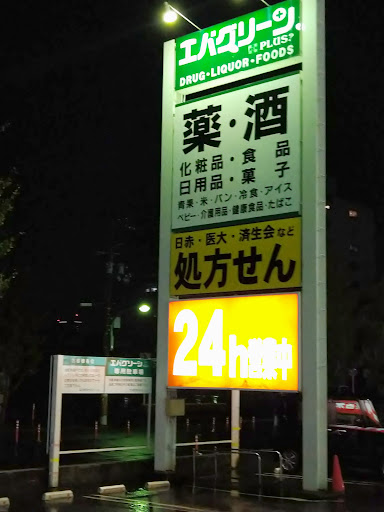 エバグリーン
PLUS+
DRUG・LIQUOR・FOODS
薬・酒
化粧品・食品
日用品・菓子
青果・米・パン・冷食・アイス
ベビー・介護用品・健康食品・たばこ
日赤・医大・済生会など
処方せん
24h営業中
エバグリーン
専用駐車場